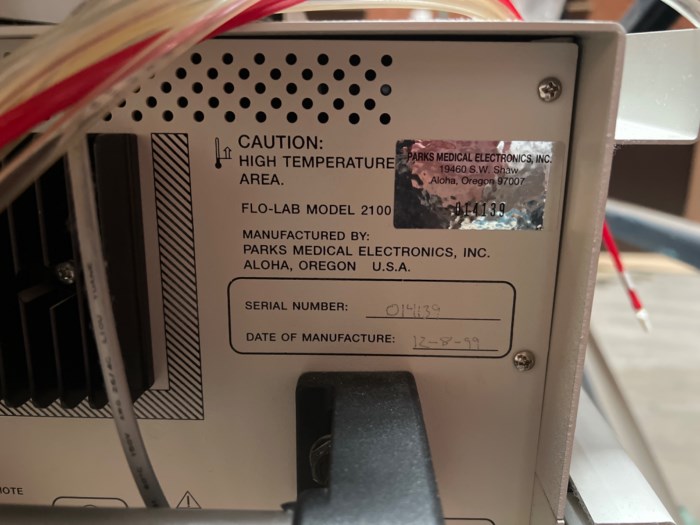 CAUTION:
HIGH TEMPERATURE
AREA.
PARKS MEDICAL ELECTRONICS, INC.
19460 S.W. Shaw
Aloha, Oregon 97007
014139
FLO-LAB MODEL 2100
MANUFACTURED BY:
PARKS MEDICAL ELECTRONICS, INC.
ALOHA, OREGON U.S.A.
SERIAL NUMBER: 014139
DATE OF MANUFACTURE: 12-8-99
OTE